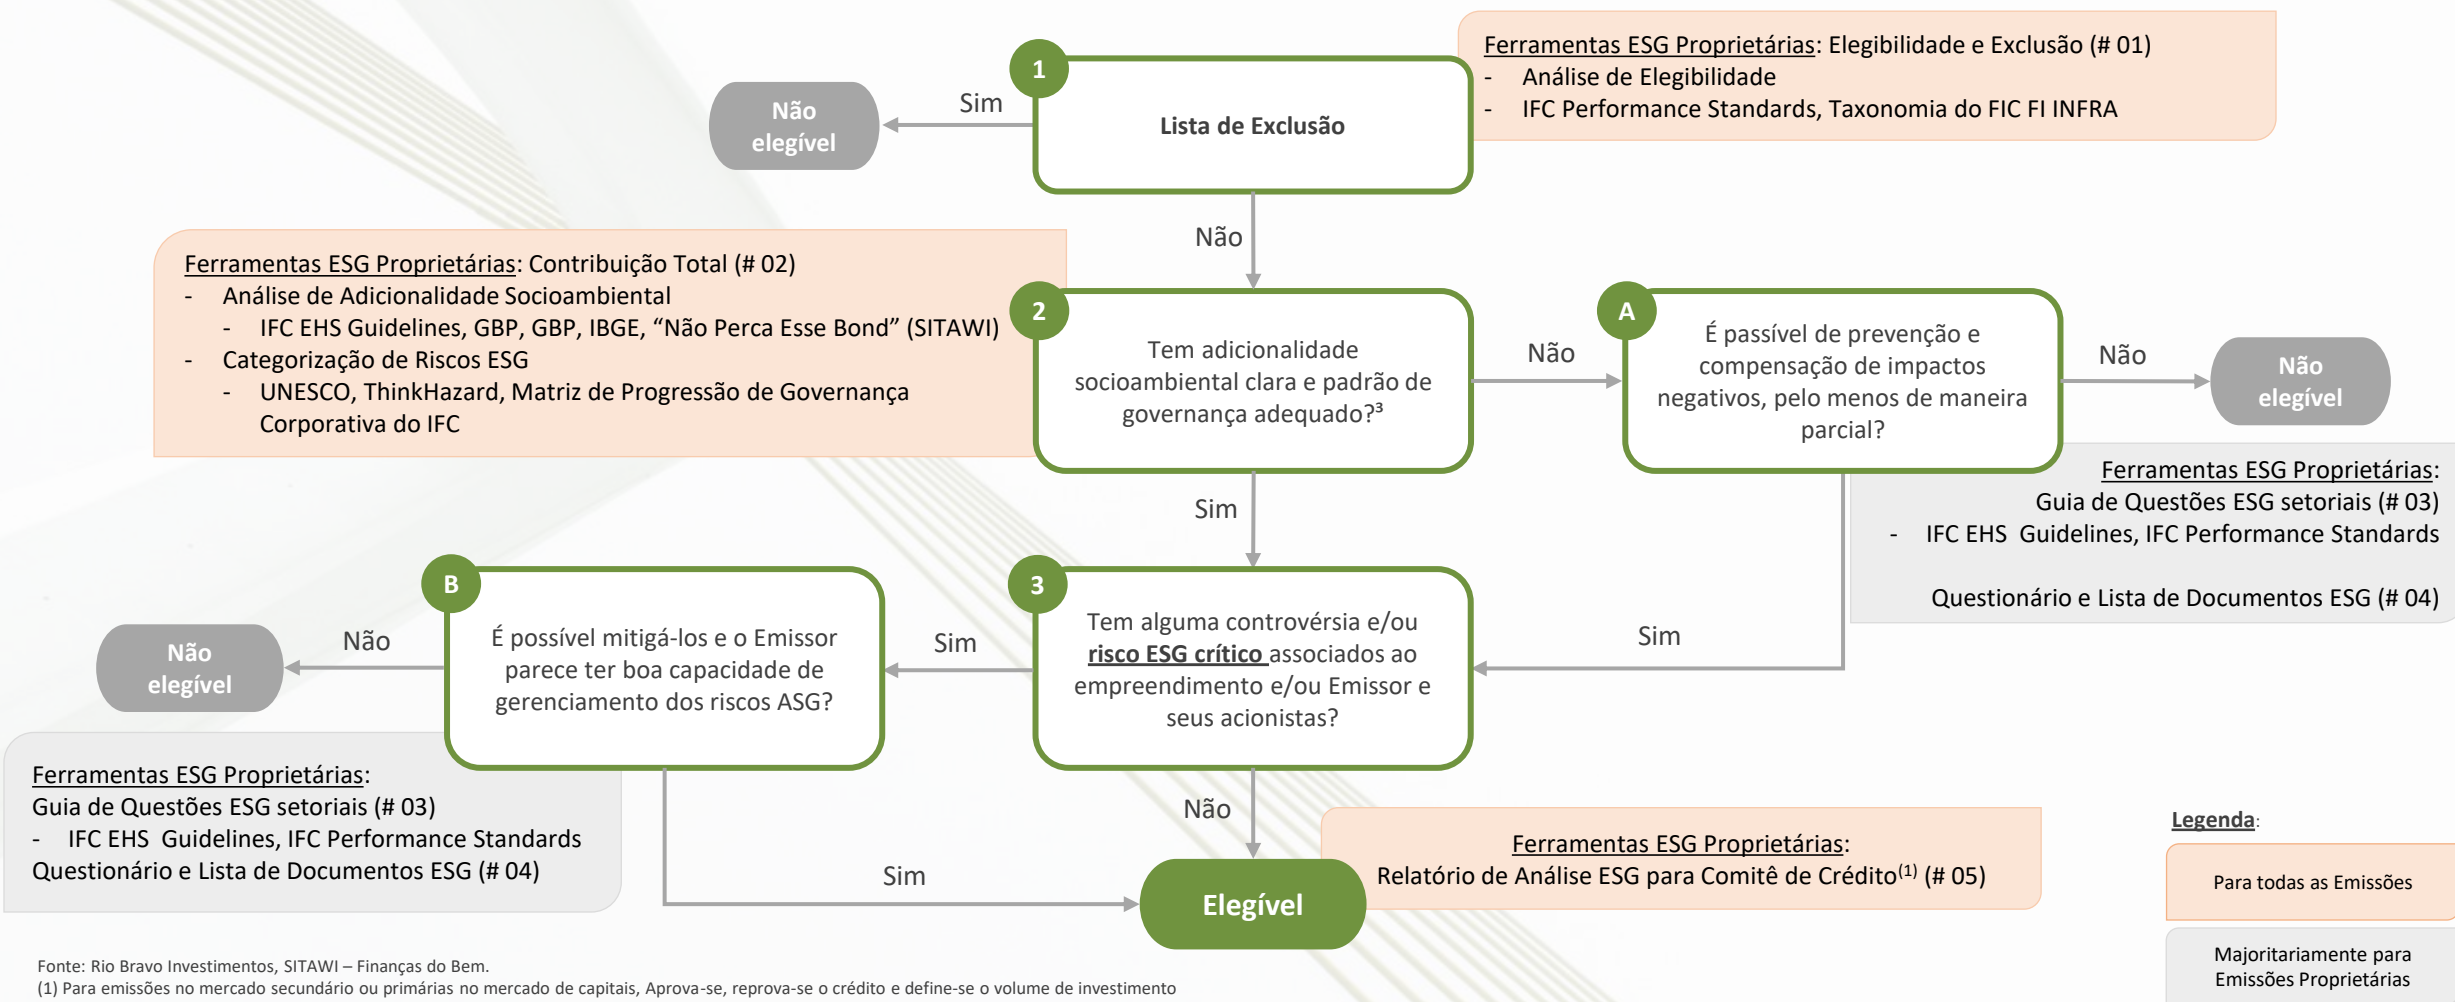 Ferramentas ESG Proprietárias: Elegibilidade e Exclusão (# 01)
- Análise de Elegibilidade
- IFC Performance Standards, Taxonomia do FIC FI INFRA
1
Lista de Exclusão
Sim
Não
elegível
Não
Ferramentas ESG Proprietárias: Contribuição Total (# 02)
- Análise de Adicionalidade Socioambiental
- IFC EHS Guidelines, GBP, GBP, IBGE, “Não Perca Esse Bond” (SITAWI)
- Categorização de Riscos ESG
- UNESCO, ThinkHazard, Matriz de Progressão de Governança
Corporativa do IFC
2
Tem adicionalidade
socioambiental clara e padrão de
governança adequado?³
Não
A
É passível de prevenção e
compensação de impactos
negativos, pelo menos de maneira
parcial?
Não
Não
elegível
Ferramentas ESG Proprietárias:
Guia de Questões ESG setoriais (# 03)
- IFC EHS  Guidelines, IFC Performance Standards
Questionário e Lista de Documentos ESG (# 04)
Sim
Sim
3
Tem alguma controvérsia e/ou
risco ESG crítico associados ao
empreendimento e/ou Emissor e
seus acionistas?
Sim
B
É possível mitigá-los e o Emissor
parece ter boa capacidade de
gerenciamento dos riscos ASG?
Não
Não
elegível
Ferramentas ESG Proprietárias:
Guia de Questões ESG setoriais (# 03)
- IFC EHS  Guidelines, IFC Performance Standards
Questionário e Lista de Documentos ESG (# 04)
Sim
Não
Elegível
Ferramentas ESG Proprietárias:
Relatório de Análise ESG para Comitê de Crédito(1) (# 05)
Legenda:
Para todas as Emissões
Majoritariamente para
Emissões Proprietárias
Fonte: Rio Bravo Investimentos, SITAWI – Finanças do Bem.
(1) Para emissões no mercado secundário ou primárias no mercado de capitais, Aprova-se, reprova-se o crédito e define-se o volume de investimento